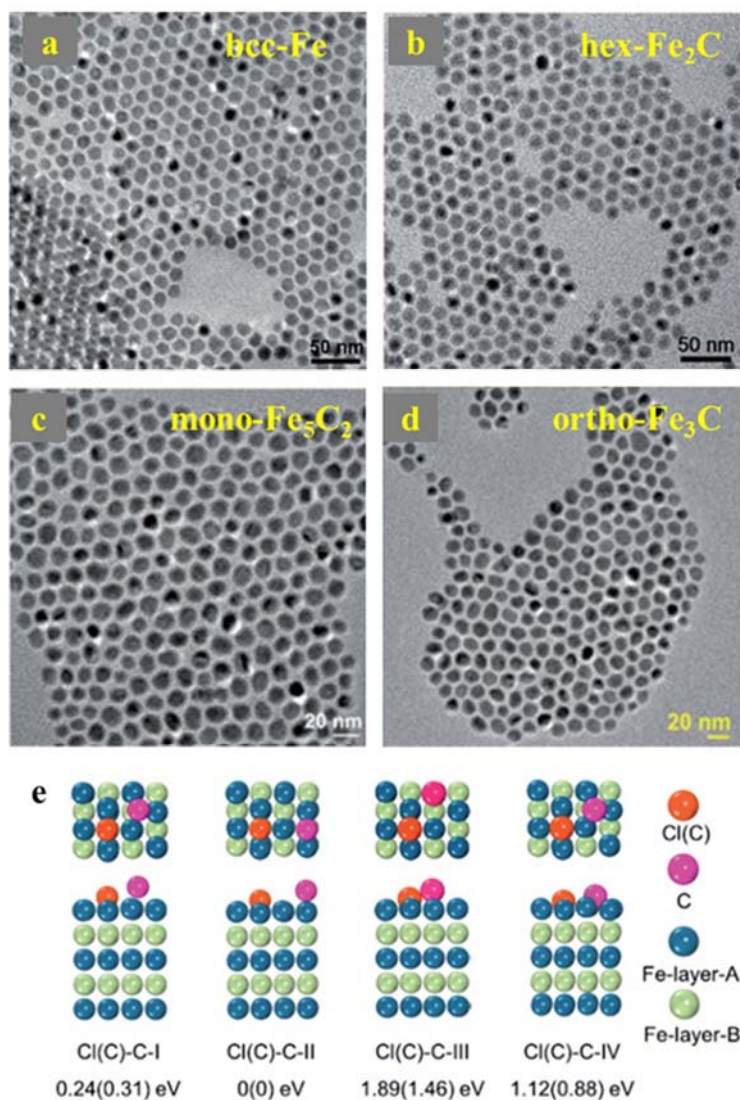 a
bcc-Fe
50 nm
b
hex-Fe₂C
50 nm
c
mono-Fe₅C₂
20 nm
d
ortho-Fe₃C
20 nm
e
Cl(C)
C
Fe-layer-A
Fe-layer-B
Cl(C)-C-I
Cl(C)-C-II
Cl(C)-C-III
Cl(C)-C-IV
0.24(0.31) eV
0(0) eV
1.89(1.46) eV
1.12(0.88) eV